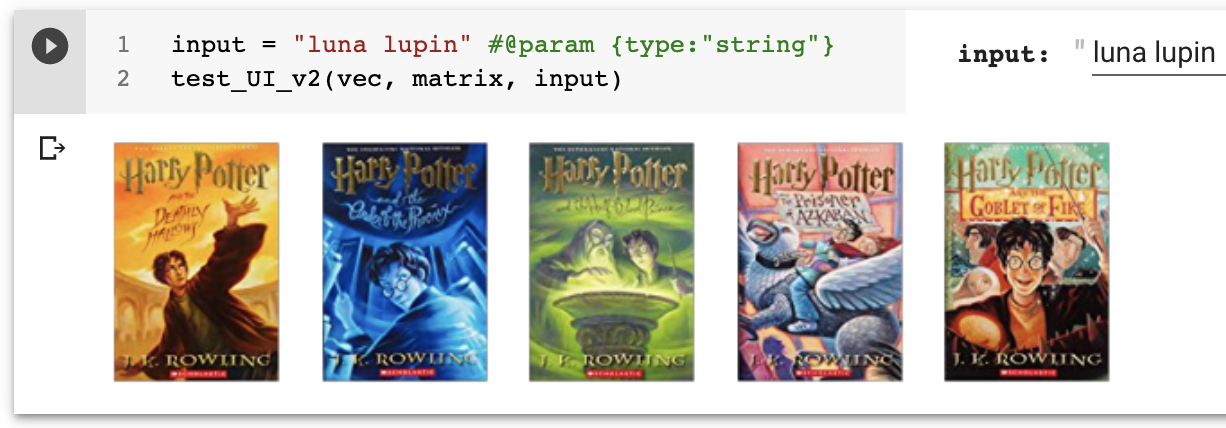 1 input = "luna lupin" #@param {type:"string"}
2 test_UI_v2(vec, matrix, input)
input: " luna lupin
Harry Potter
AND THE
DEATHLY
HALLOWS
J. K. ROWLING
SCHOLASTIC
Harry Potter
and the
Order of the Phoenix
J. K. ROWLING
SCHOLASTIC
Harry Potter
and the Half-Blood Prince
J. K. ROWLING
SCHOLASTIC
Harry Potter
and the
Prisoner
of AZKABAN
J. K. ROWLING
SCHOLASTIC
Harry Potter
AND THE
GOBLET OF FIRE
J. K. ROWLING
SCHOLASTIC